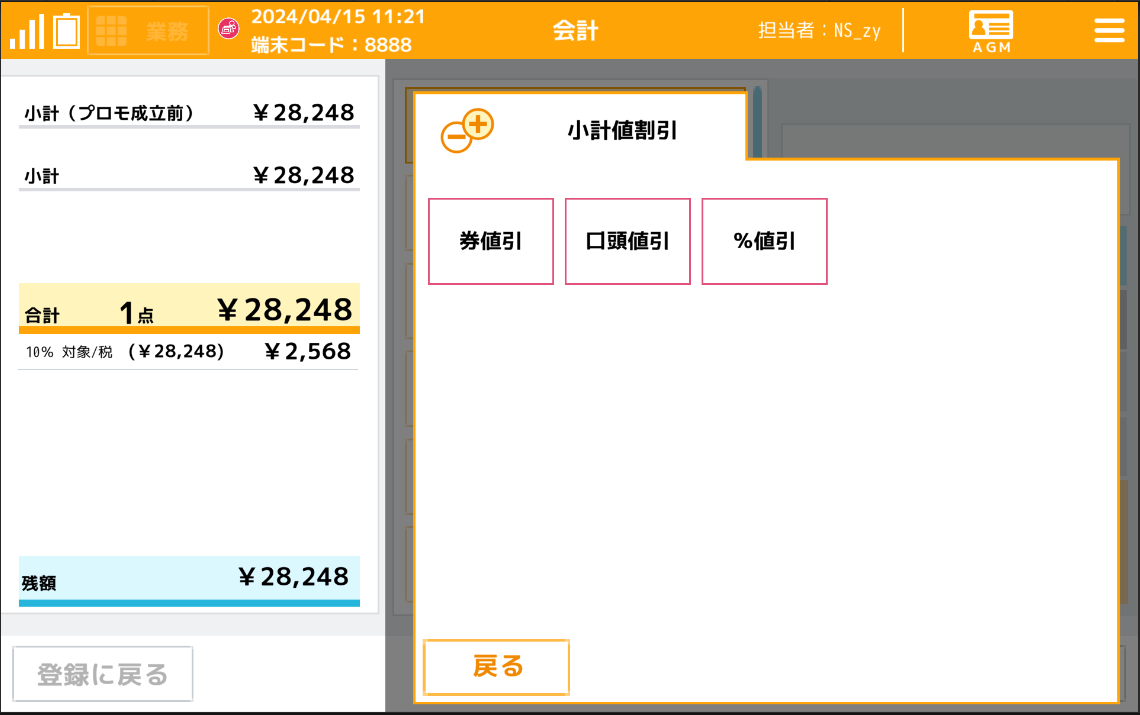 業務
2024/04/15 11:21
端末コード：8888
会計
担当者：NS_zy
AGM
小計（プロモ成立前） ￥28,248
小計 ￥28,248
合計 1点 ￥28,248
10% 対象/税 (￥28,248) ￥2,568
残額 ￥28,248
登録に戻る
小計値割引
券値引
口頭値引
%値引
戻る